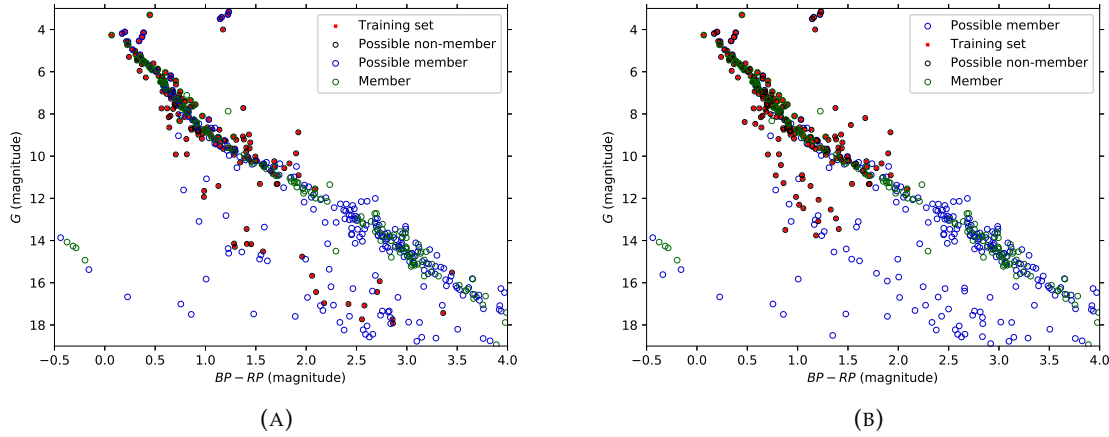 Training set
Possible non-member
Possible member
Member
4
6
8
10
12
14
16
18
G (magnitude)
−0.5 0.0 0.5 1.0 1.5 2.0 2.5 3.0 3.5 4.0
BP − RP (magnitude)
(A)
Possible member
Training set
Possible non-member
Member
4
6
8
10
12
14
16
18
G (magnitude)
−0.5 0.0 0.5 1.0 1.5 2.0 2.5 3.0 3.5 4.0
BP − RP (magnitude)
(B)